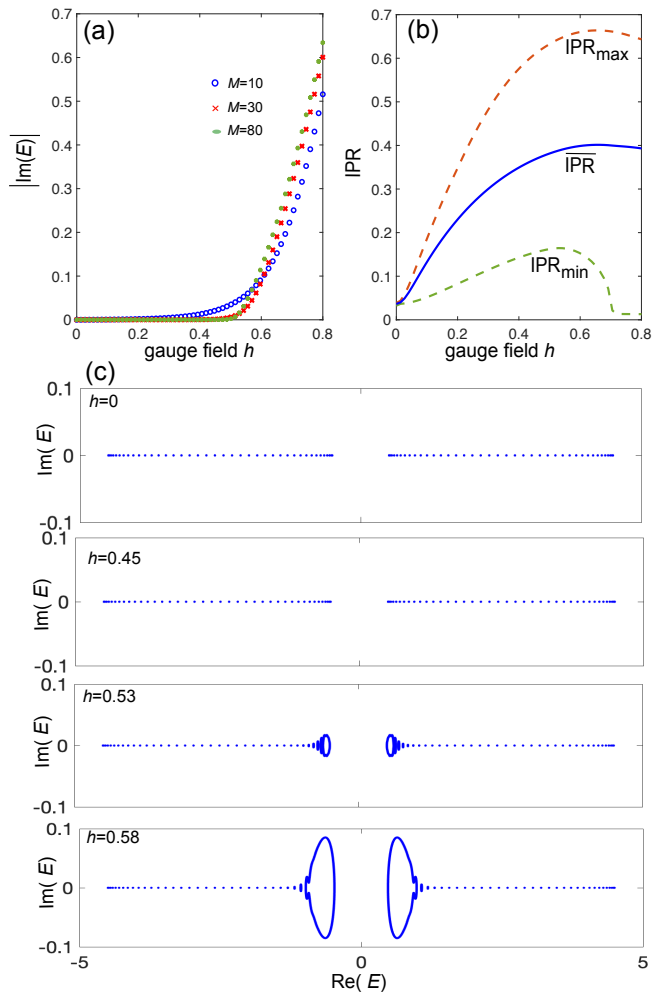 (a)
0.7
0.6
0.5
0.4
0.3
0.2
0.1
0
|Im(E)|
M=10
M=30
M=80
0 0.2 0.4 0.6 0.8
gauge field h
(b)
0.7
0.6
0.5
0.4
0.3
0.2
0.1
0
IPR
IPRmax
IPR
IPRmin
0.0 0.2 0.4 0.6 0.8
gauge field h
(c)
0.1
0
-0.1
Im( E)
h=0
-5 0 5
0.1
0
-0.1
Im( E)
h=0.45
0.1
0
-0.1
Im( E)
h=0.53
0.1
0
-0.1
Im( E)
h=0.58
-5 0 5
Re( E)